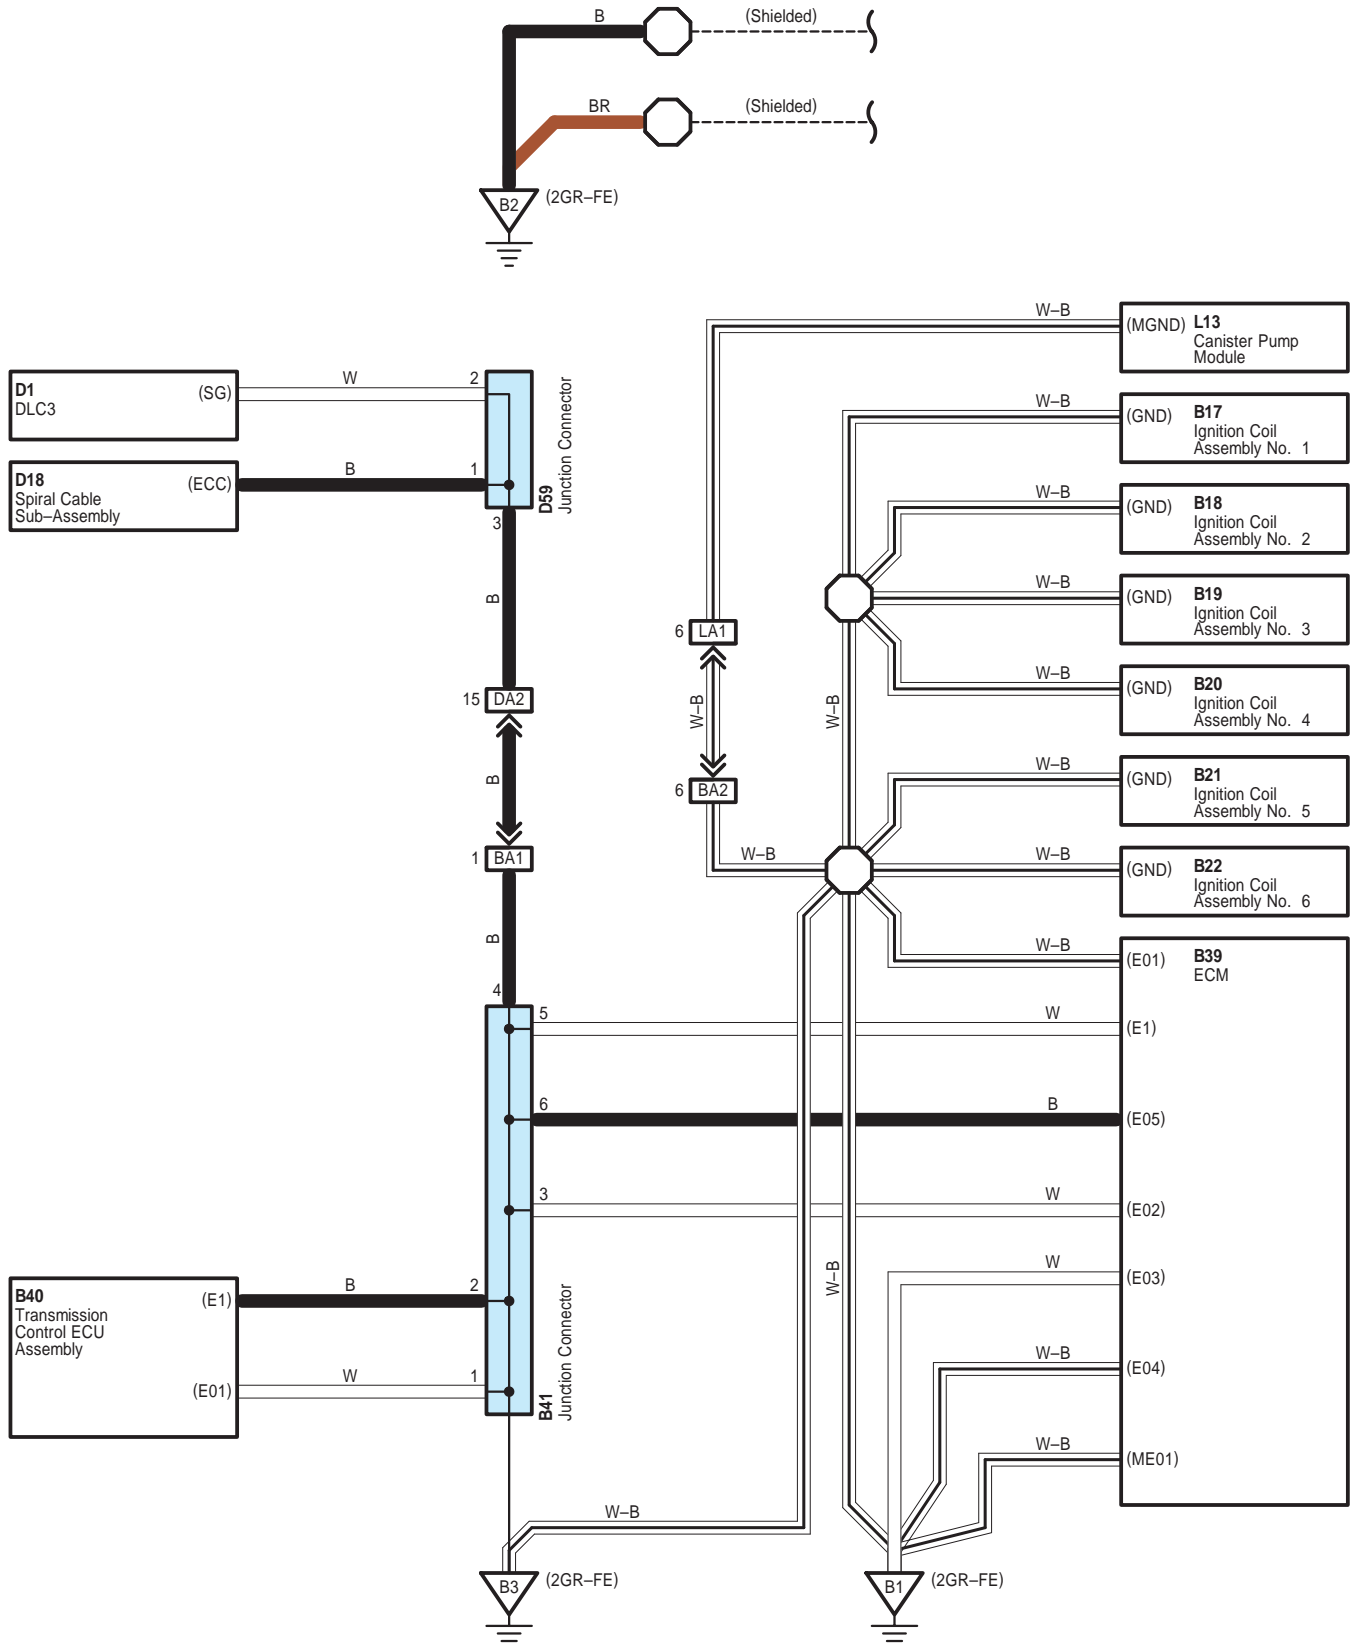 B
(Shielded)
BR
(Shielded)
B2
(2GR–FE)
W–B
(MGND)
L13
Canister Pump
Module
D1
DLC3
(SG)
W
2
D18
Spiral Cable
Sub–Assembly
(ECC)
B
1
3
D59
Junction Connector
W–B
(GND)
B17
Ignition Coil
Assembly No. 1
W–B
(GND)
B18
Ignition Coil
Assembly No. 2
W–B
(GND)
B19
Ignition Coil
Assembly No. 3
W–B
(GND)
B20
Ignition Coil
Assembly No. 4
B
15
DA2
B
1
BA1
B
4
6
LA1
W–B
6
BA2
W–B
W–B
W–B
(GND)
B21
Ignition Coil
Assembly No. 5
W–B
(GND)
B22
Ignition Coil
Assembly No. 6
W–B
(E01)
B39
ECM
5
W
(E1)
6
B
(E05)
3
W
(E02)
W
(E03)
W–B
W–B
(E04)
W–B
(ME01)
B40
Transmission
Control ECU
Assembly
(E1)
B
2
(E01)
W
1
B41
Junction Connector
W–B
B3
(2GR–FE)
B1
(2GR–FE)